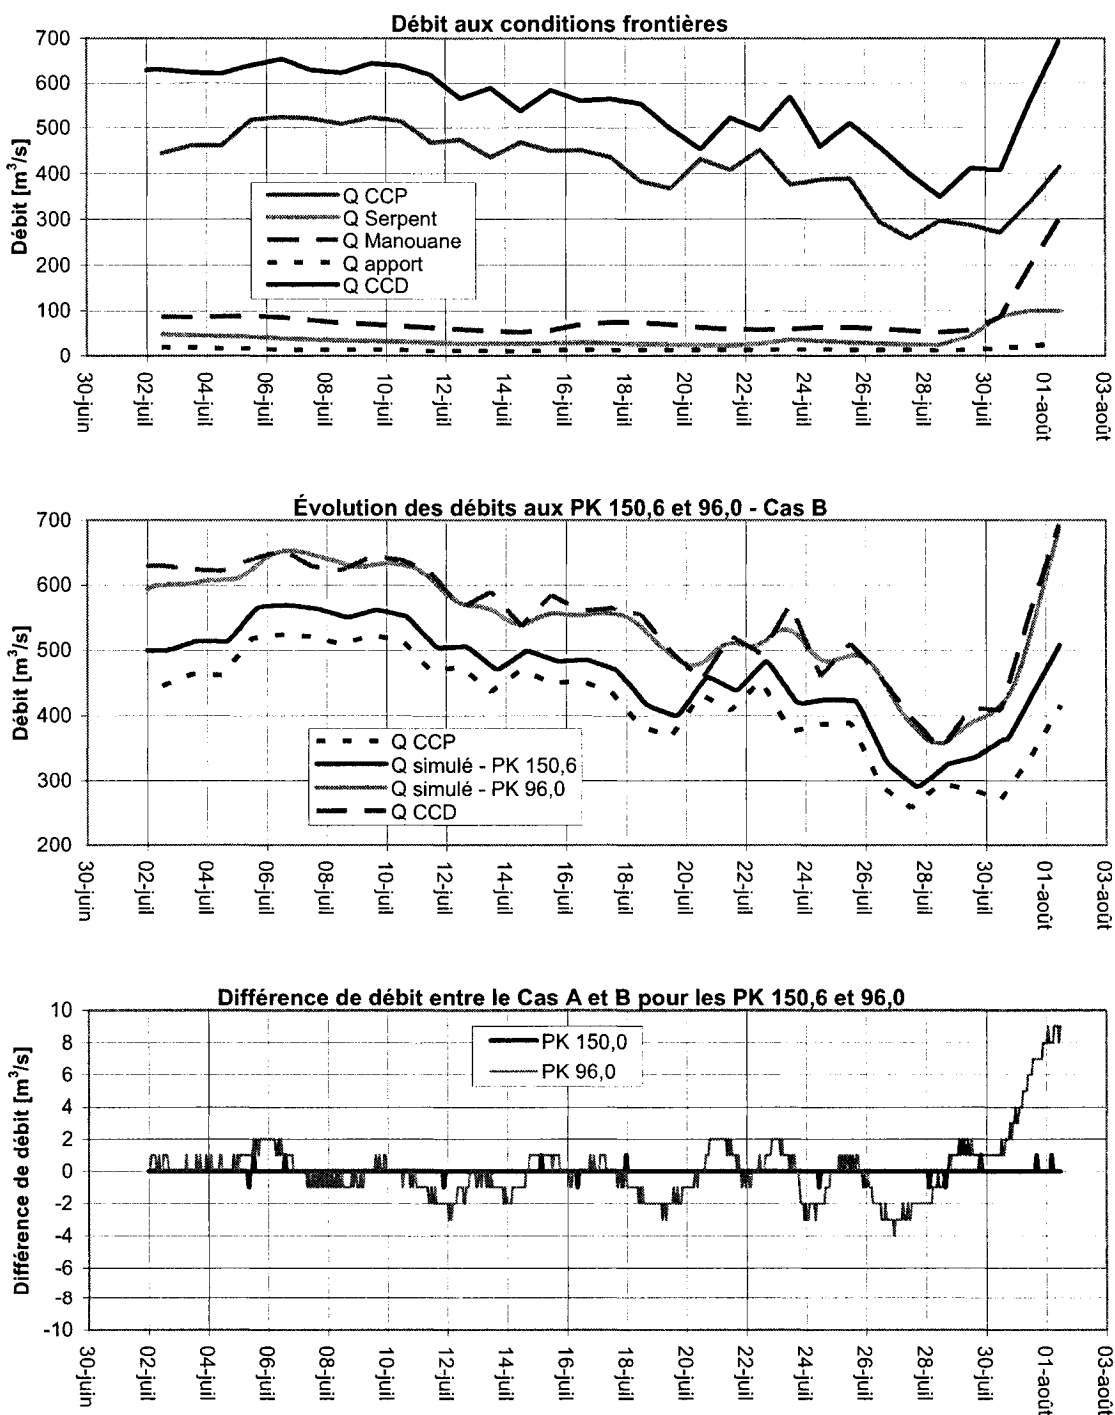 Débit aux conditions frontières
Débit [m³/s]
700
600
500
400
300
200
100
0
Q CCP
Q Serpent
Q Manouane
Q apport
Q CCD
30-juin
02-juil
04-juil
06-juil
08-juil
10-juil
12-juil
14-juil
16-juil
18-juil
20-juil
22-juil
24-juil
26-juil
28-juil
30-juil
01-août
03-août
Évolution des débits aux PK 150,6 et 96,0 - Cas B
Débit [m³/s]
700
600
500
400
300
200
Q CCP
Q simulé - PK 150,6
Q simulé - PK 96,0
Q CCD
30-juin
02-juil
04-juil
06-juil
08-juil
10-juil
12-juil
14-juil
16-juil
18-juil
20-juil
22-juil
24-juil
26-juil
28-juil
30-juil
01-août
03-août
Différence de débit entre le Cas A et B pour les PK 150,6 et 96,0
Différence de débit [m³/s]
10
8
6
4
2
0
-2
-4
-6
-8
-10
PK 150,0
PK 96,0
30-juin
02-juil
04-juil
06-juil
08-juil
10-juil
12-juil
14-juil
16-juil
18-juil
20-juil
22-juil
24-juil
26-juil
28-juil
30-juil
01-août
03-août